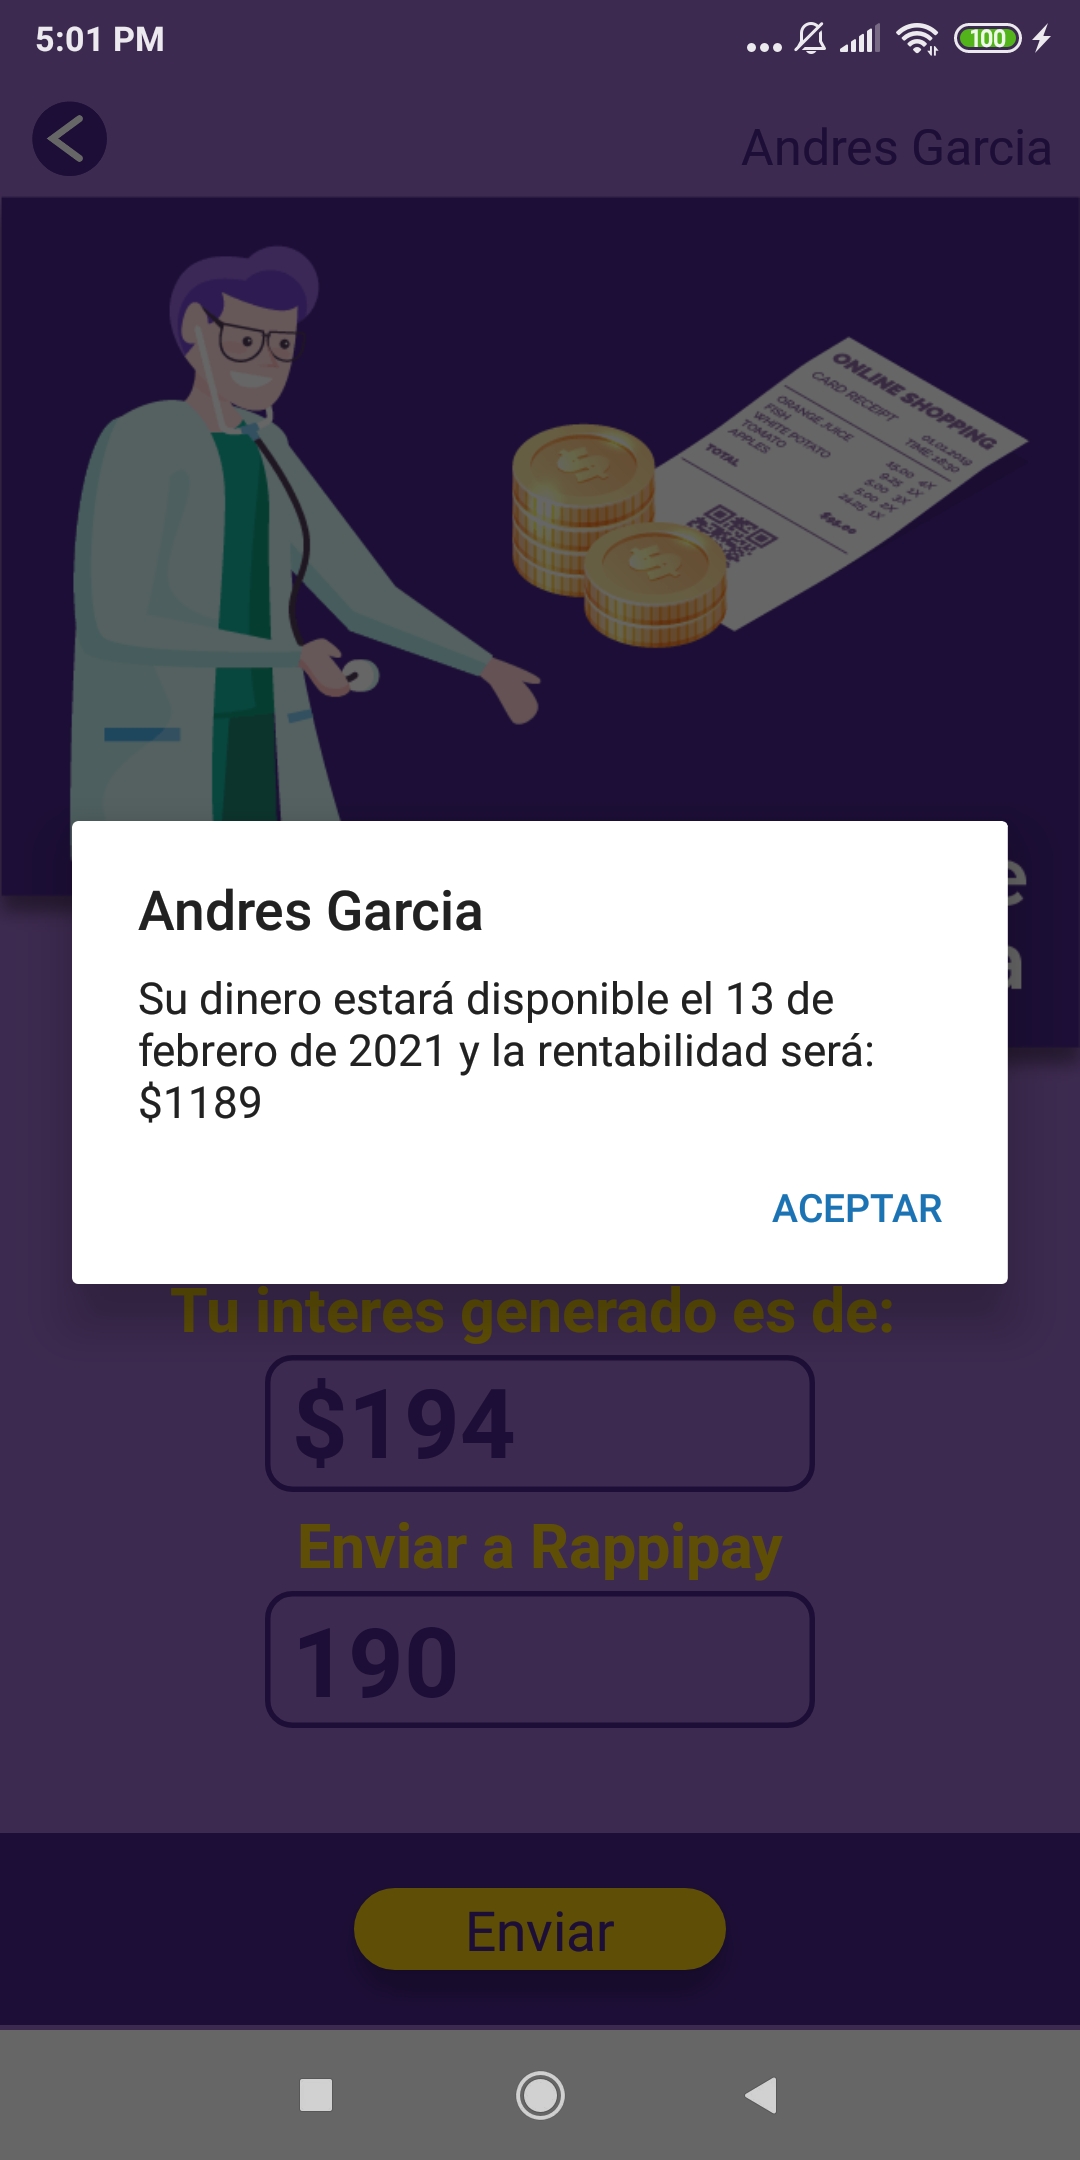 5:01 PM
100
Andres Garcia
ONLINE SHOPPING
CARD RECEIPT
01.01.2019
TIME:18:30
ORANGE JUICE
FISH
WHITE POTATO
TOMATO
APPLES
TOTAL
15.00 4X
9.25 1X
5.00 3X
5.00 2X
24.25 1X
e
a
Andres Garcia
Su dinero estará disponible el 13 de
febrero de 2021 y la rentabilidad será:
$1189
ACEPTAR
Tu interes generado es de:
$194
Enviar a Rappipay
190
Enviar